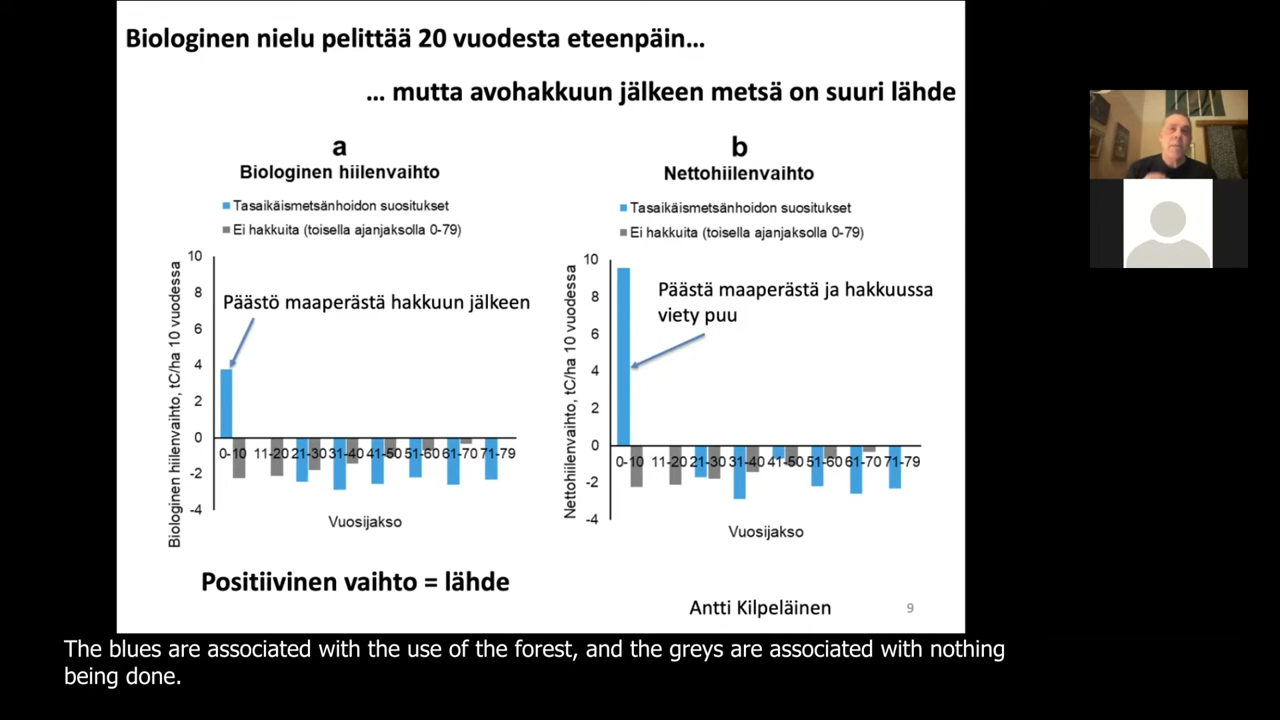 Biologinen nielu pelittää 20 vuodesta eteenpäin...
... mutta avohakkuun jälkeen metsä on suuri lähde
a
Biologinen hiilenvaihto
Tasaikäismetsänhoidon suositukset
Ei hakkuita (toisella ajanjaksolla 0-79)
Biologinen hiilenvaihto, tC/ha 10 vuodessa
10
8
6
4
2
0
-2
-4
Päästö maaperästä hakkuun jälkeen
0-10 11-20 21-30 31-40 41-50 51-60 61-70 71-79
Vuosijakso
b
Nettohiilenvaihto
Tasaikäismetsänhoidon suositukset
Ei hakkuita (toisella ajanjaksolla 0-79)
Nettohiilenvaihto, tC/ha 10 vuodessa
10
8
6
4
2
0
-2
-4
Päästä maaperästä ja hakkuussa
viety puu
0-10 11-20 21-30 31-40 41-50 51-60 61-70 71-79
Vuosijakso
Positiivinen vaihto = lähde
Antti Kilpeläinen
9
The blues are associated with the use of the forest, and the greys are associated with nothing
being done.